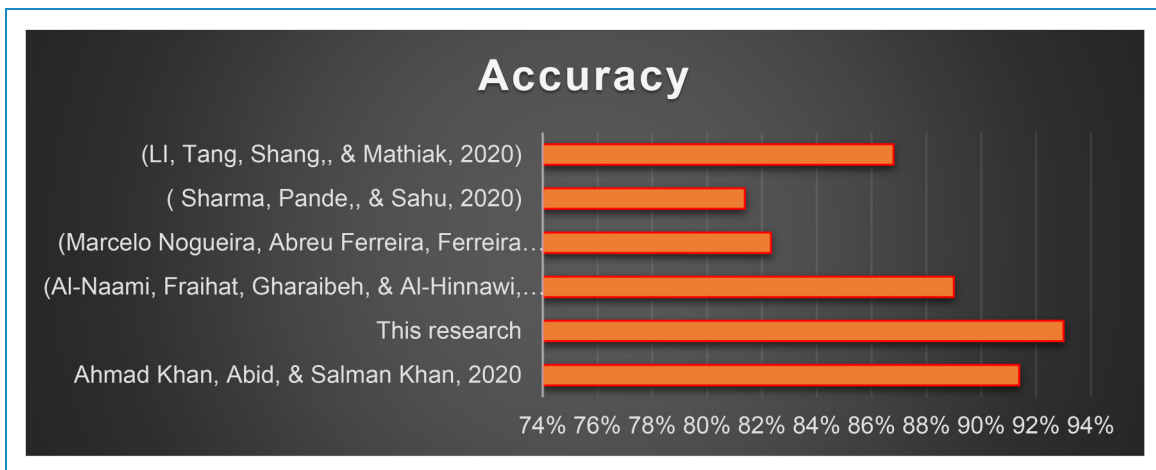 Accuracy
(LI, Tang, Shang,, & Mathiak, 2020)
( Sharma, Pande,, & Sahu, 2020)
(Marcelo Nogueira, Abreu Ferreira, Ferreira…
(Al-Naami, Fraihat, Gharaibeh, & Al-Hinnawi,…
This research
Ahmad Khan, Abid, & Salman Khan, 2020
74% 76% 78% 80% 82% 84% 86% 88% 90% 92% 94%